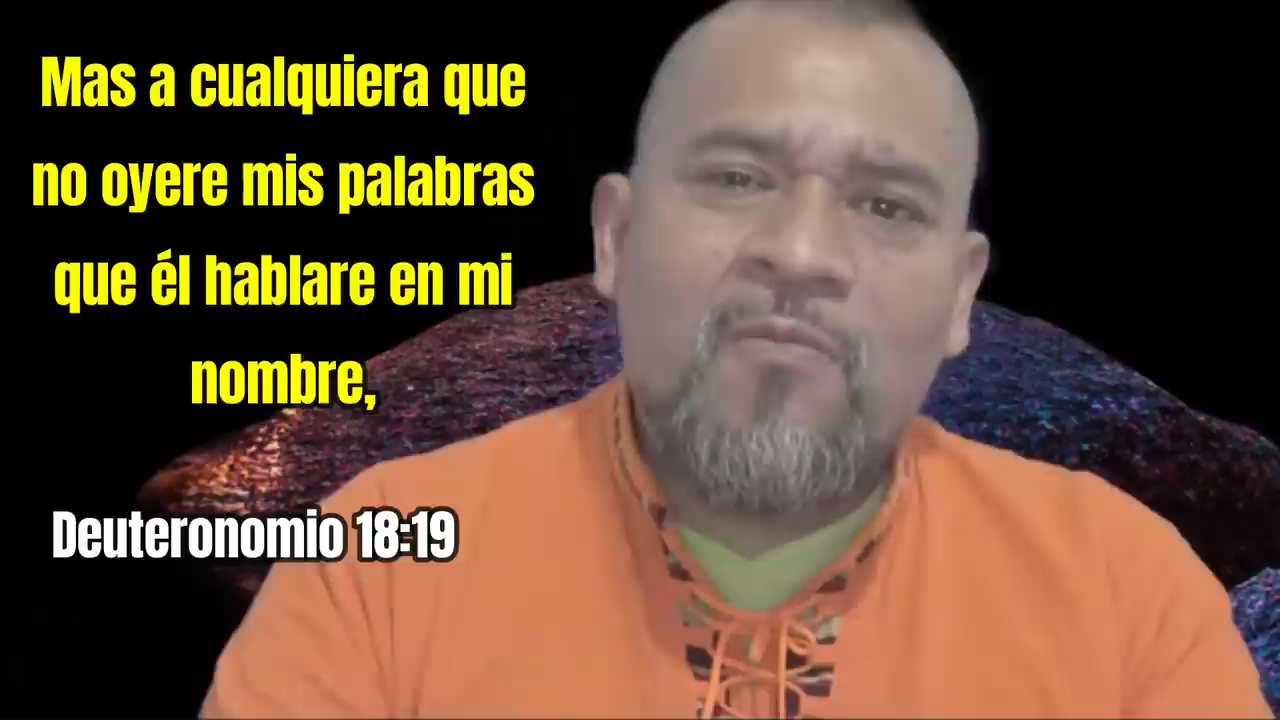 Mas a cualquiera que
no oyere mis palabras
que él hablare en mi
nombre,
Deuteronomio 18:19